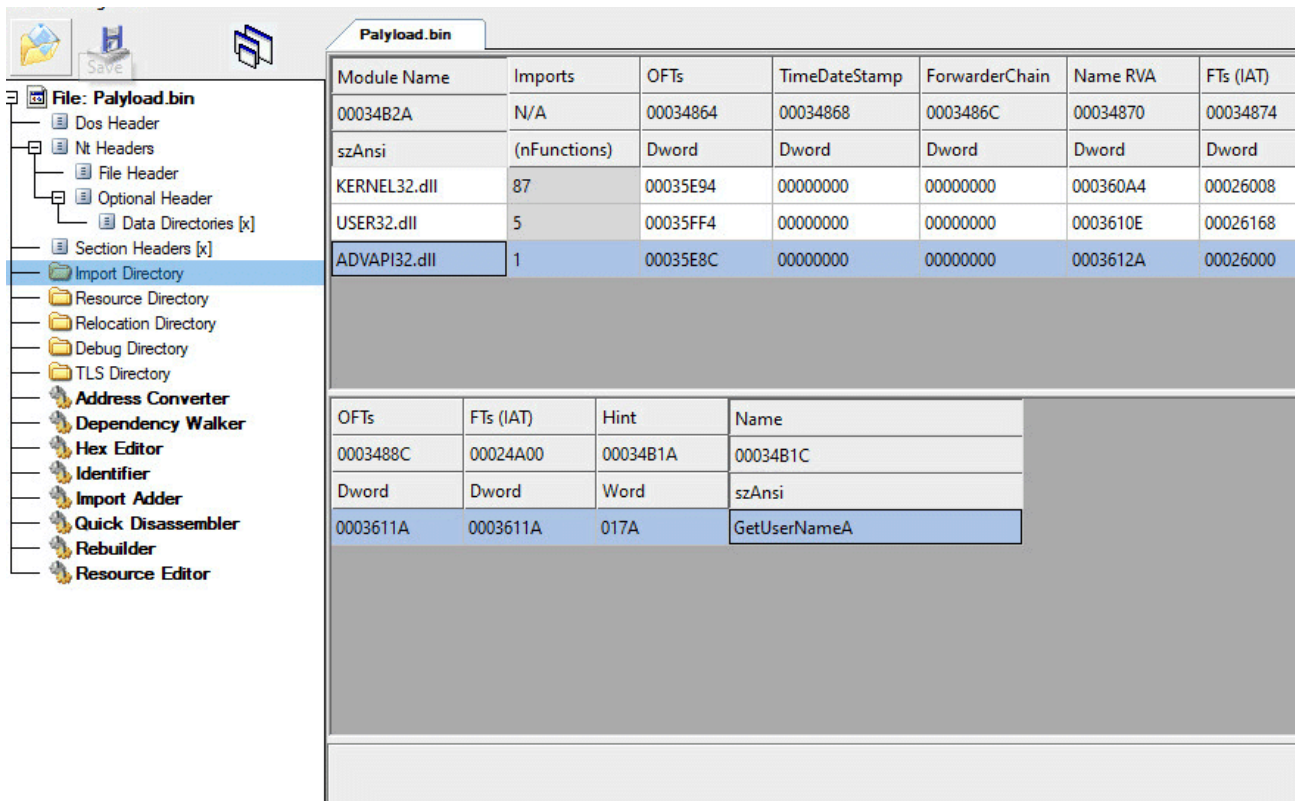 Save
File: Palyload.bin
Dos Header
Nt Headers
File Header
Optional Header
Data Directories [x]
Section Headers [x]
Import Directory
Resource Directory
Relocation Directory
Debug Directory
TLS Directory
Address Converter
Dependency Walker
Hex Editor
Identifier
Import Adder
Quick Disassembler
Rebuilder
Resource Editor
Palyload.bin
Module Name Imports OFTs TimeDateStamp ForwarderChain Name RVA FTs (IAT)
00034B2A N/A 00034864 00034868 0003486C 00034870 00034874
szAnsi (nFunctions) Dword Dword Dword Dword Dword
KERNEL32.dll 87 00035E94 00000000 00000000 000360A4 00026008
USER32.dll 5 00035FF4 00000000 00000000 0003610E 00026168
ADVAPI32.dll 1 00035E8C 00000000 00000000 0003612A 00026000
OFTs FTs (IAT) Hint Name
0003488C 00024A00 00034B1A 00034B1C
Dword Dword Word szAnsi
0003611A 0003611A 017A GetUserNameA